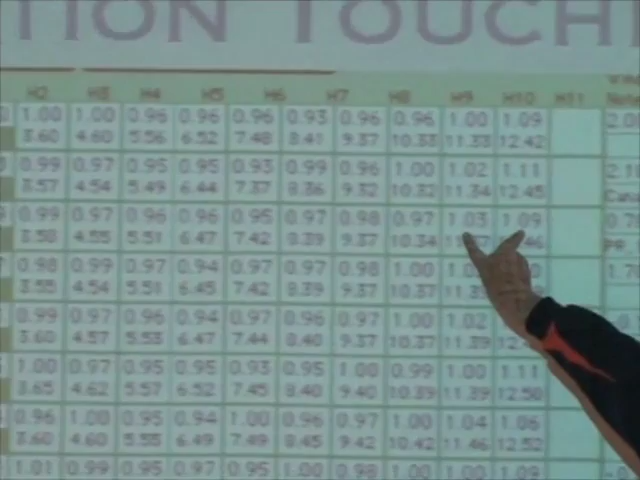 TION TOUCH
H2 H3 H4 H5 H6 H7 H8 H9 H10 H11
1.00 1.00 0.96 0.96 0.96 0.93 0.96 0.96 1.00 1.09 2.0
3.60 4.60 5.56 6.52 7.48 8.41 9.37 10.33 11.33 12.42
0.99 0.97 0.95 0.95 0.93 0.99 0.96 1.00 1.02 1.11 2.1
3.57 4.54 5.49 6.44 7.37 8.36 9.32 10.32 11.34 12.45
0.99 0.97 0.96 0.96 0.95 0.97 0.98 0.97 1.03 1.09
3.58 4.55 5.51 6.47 7.42 8.39 9.37 10.34
0.98 0.99 0.97 0.94 0.97 0.97 0.98 1.00
3.55 4.54 5.51 6.45 7.42 8.39 9.37 10.37
0.99 0.97 0.96 0.94 0.97 0.96 0.97 1.00 1.02
3.60 4.57 5.53 6.47 7.44 8.40 9.37 10.37 11.39
1.00 0.97 0.95 0.95 0.93 0.95 1.00 0.99 1.00 1.11
3.65 4.62 5.57 6.52 7.45 8.40 9.40 10.39 11.39 12.50
0.96 1.00 0.95 0.94 1.00 0.96 0.97 1.00 1.04 1.06
3.60 4.60 5.55 6.49 7.49 8.45 9.42 10.42 11.46 12.52
1.01 0.99 0.95 0.97 0.95 1.00 0.98 1.00 1.00 1.09